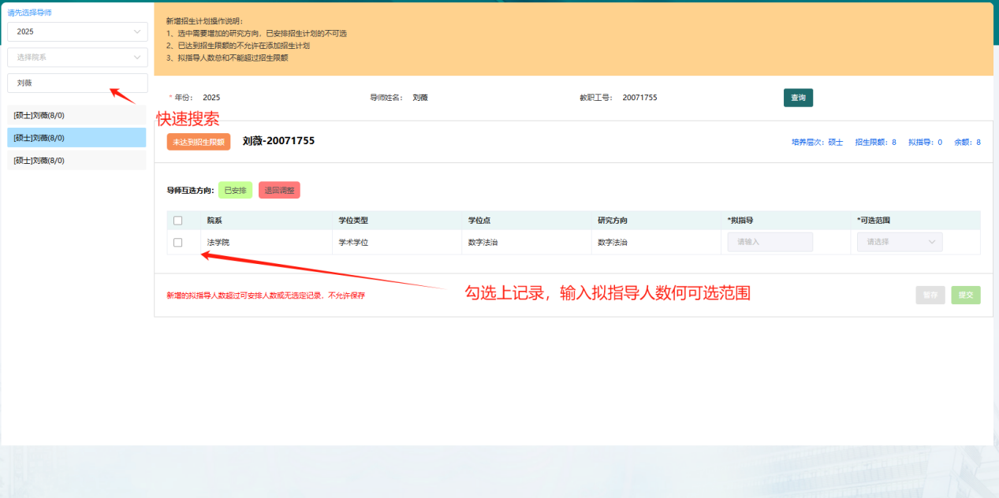 请先选择导师
2025
选择院系
刘薇
[硕士]刘薇(8/0)
[硕士]刘薇(8/0)
[硕士]刘薇(8/0)
新增招生计划操作说明：
1、选中需要增加的研究方向，已安排招生计划的不可选
2、已达到招生限额的不允许在添加招生计划
3、拟指导人数总和不能超过招生限额
* 年份： 2025 导师姓名： 刘薇 教职工号： 20071755 查询
快速搜索
未达到招生限额 刘薇-20071755 培养层次：硕士 招生限额：8 拟指导：0 余额：8
导师互选方向： 已安排 退回调整
院系 学位类型 学位点 研究方向 *拟指导 *可选范围
法学院 学术学位 数字法治 数字法治 请输入 请选择
勾选上记录，输入拟指导人数何可选范围
新增的拟指导人数超过可安排人数或无选定记录，不允许保存 暂存 提交